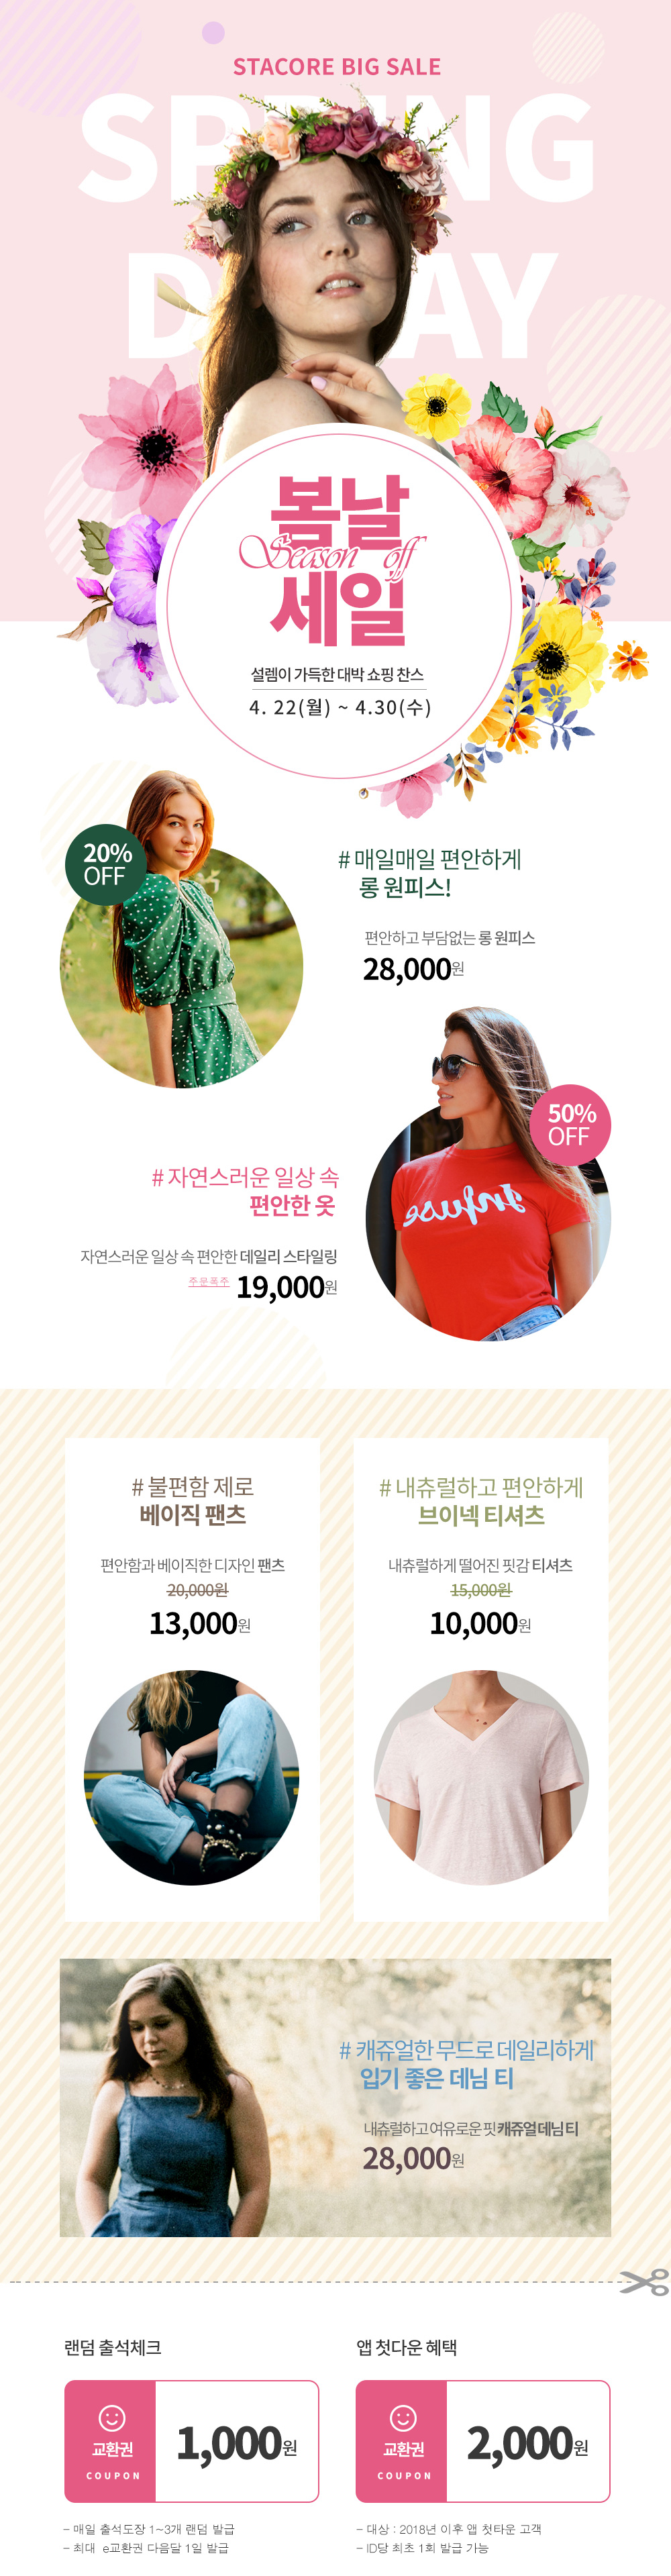 STACORE BIG SALE
SPRING
DAY
봄날
Season off
세일
설렘이 가득한 대박 쇼핑 찬스
4. 22(월) ~ 4.30(수)
20%
OFF
# 매일매일 편안하게
롱 원피스!
편안하고 부담없는 롱 원피스
28,000원
50%
OFF
Infuse
# 자연스러운 일상 속
편안한 옷
자연스러운 일상 속 편안한 데일리 스타일링
주문폭주 19,000원
# 불편함 제로
베이직 팬츠
편안함과 베이직한 디자인 팬츠
20,000원
13,000원
# 내츄럴하고 편안하게
브이넥 티셔츠
내츄럴하게 떨어진 핏감 티셔츠
15,000원
10,000원
# 캐쥬얼한 무드로 데일리하게
입기 좋은 데님 티
내츄럴하고 여유로운 핏 캐쥬얼 데님 티
28,000원
랜덤 출석체크
교환권
COUPON
1,000원
- 매일 출석도장 1~3개 랜덤 발급
- 최대 e교환권 다음달 1일 발급
앱 첫다운 혜택
교환권
COUPON
2,000원
- 대상 : 2018년 이후 앱 첫다운 고객
- ID당 최초 1회 발급 가능